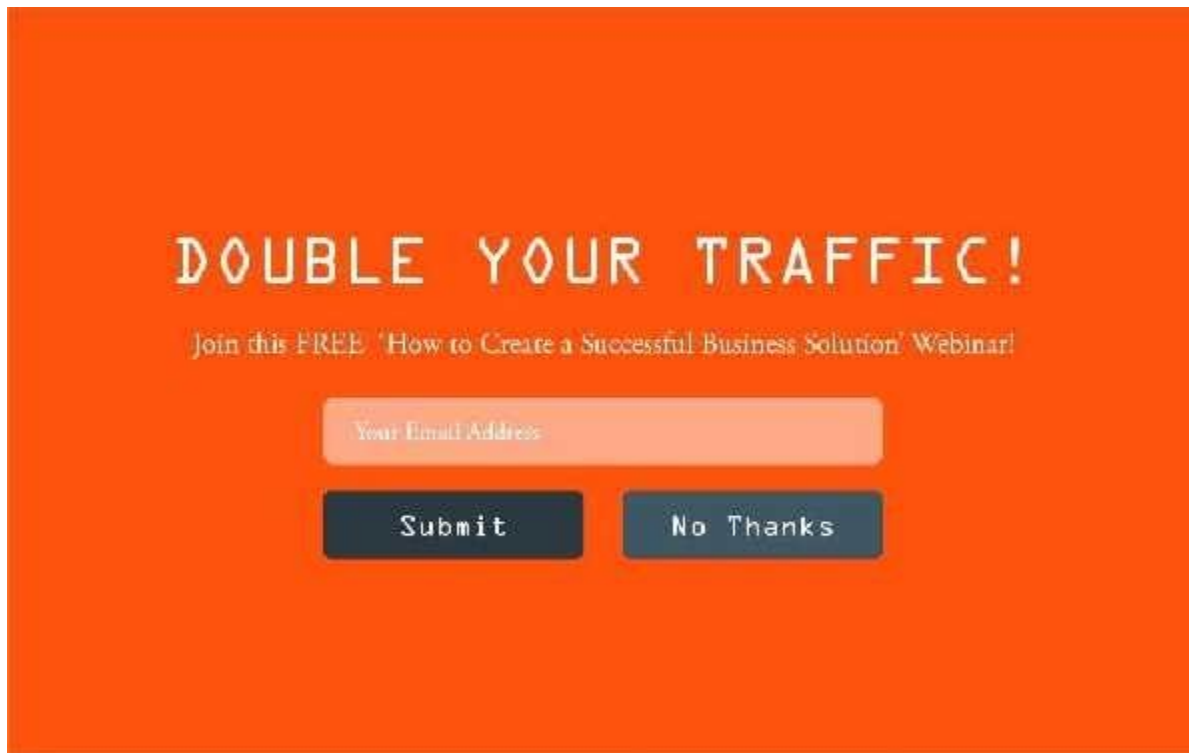 DOUBLE YOUR TRAFFIC!
Join this FREE 'How to Create a Successful Business Solution' Webinar!
Your Email Address
Submit
No Thanks